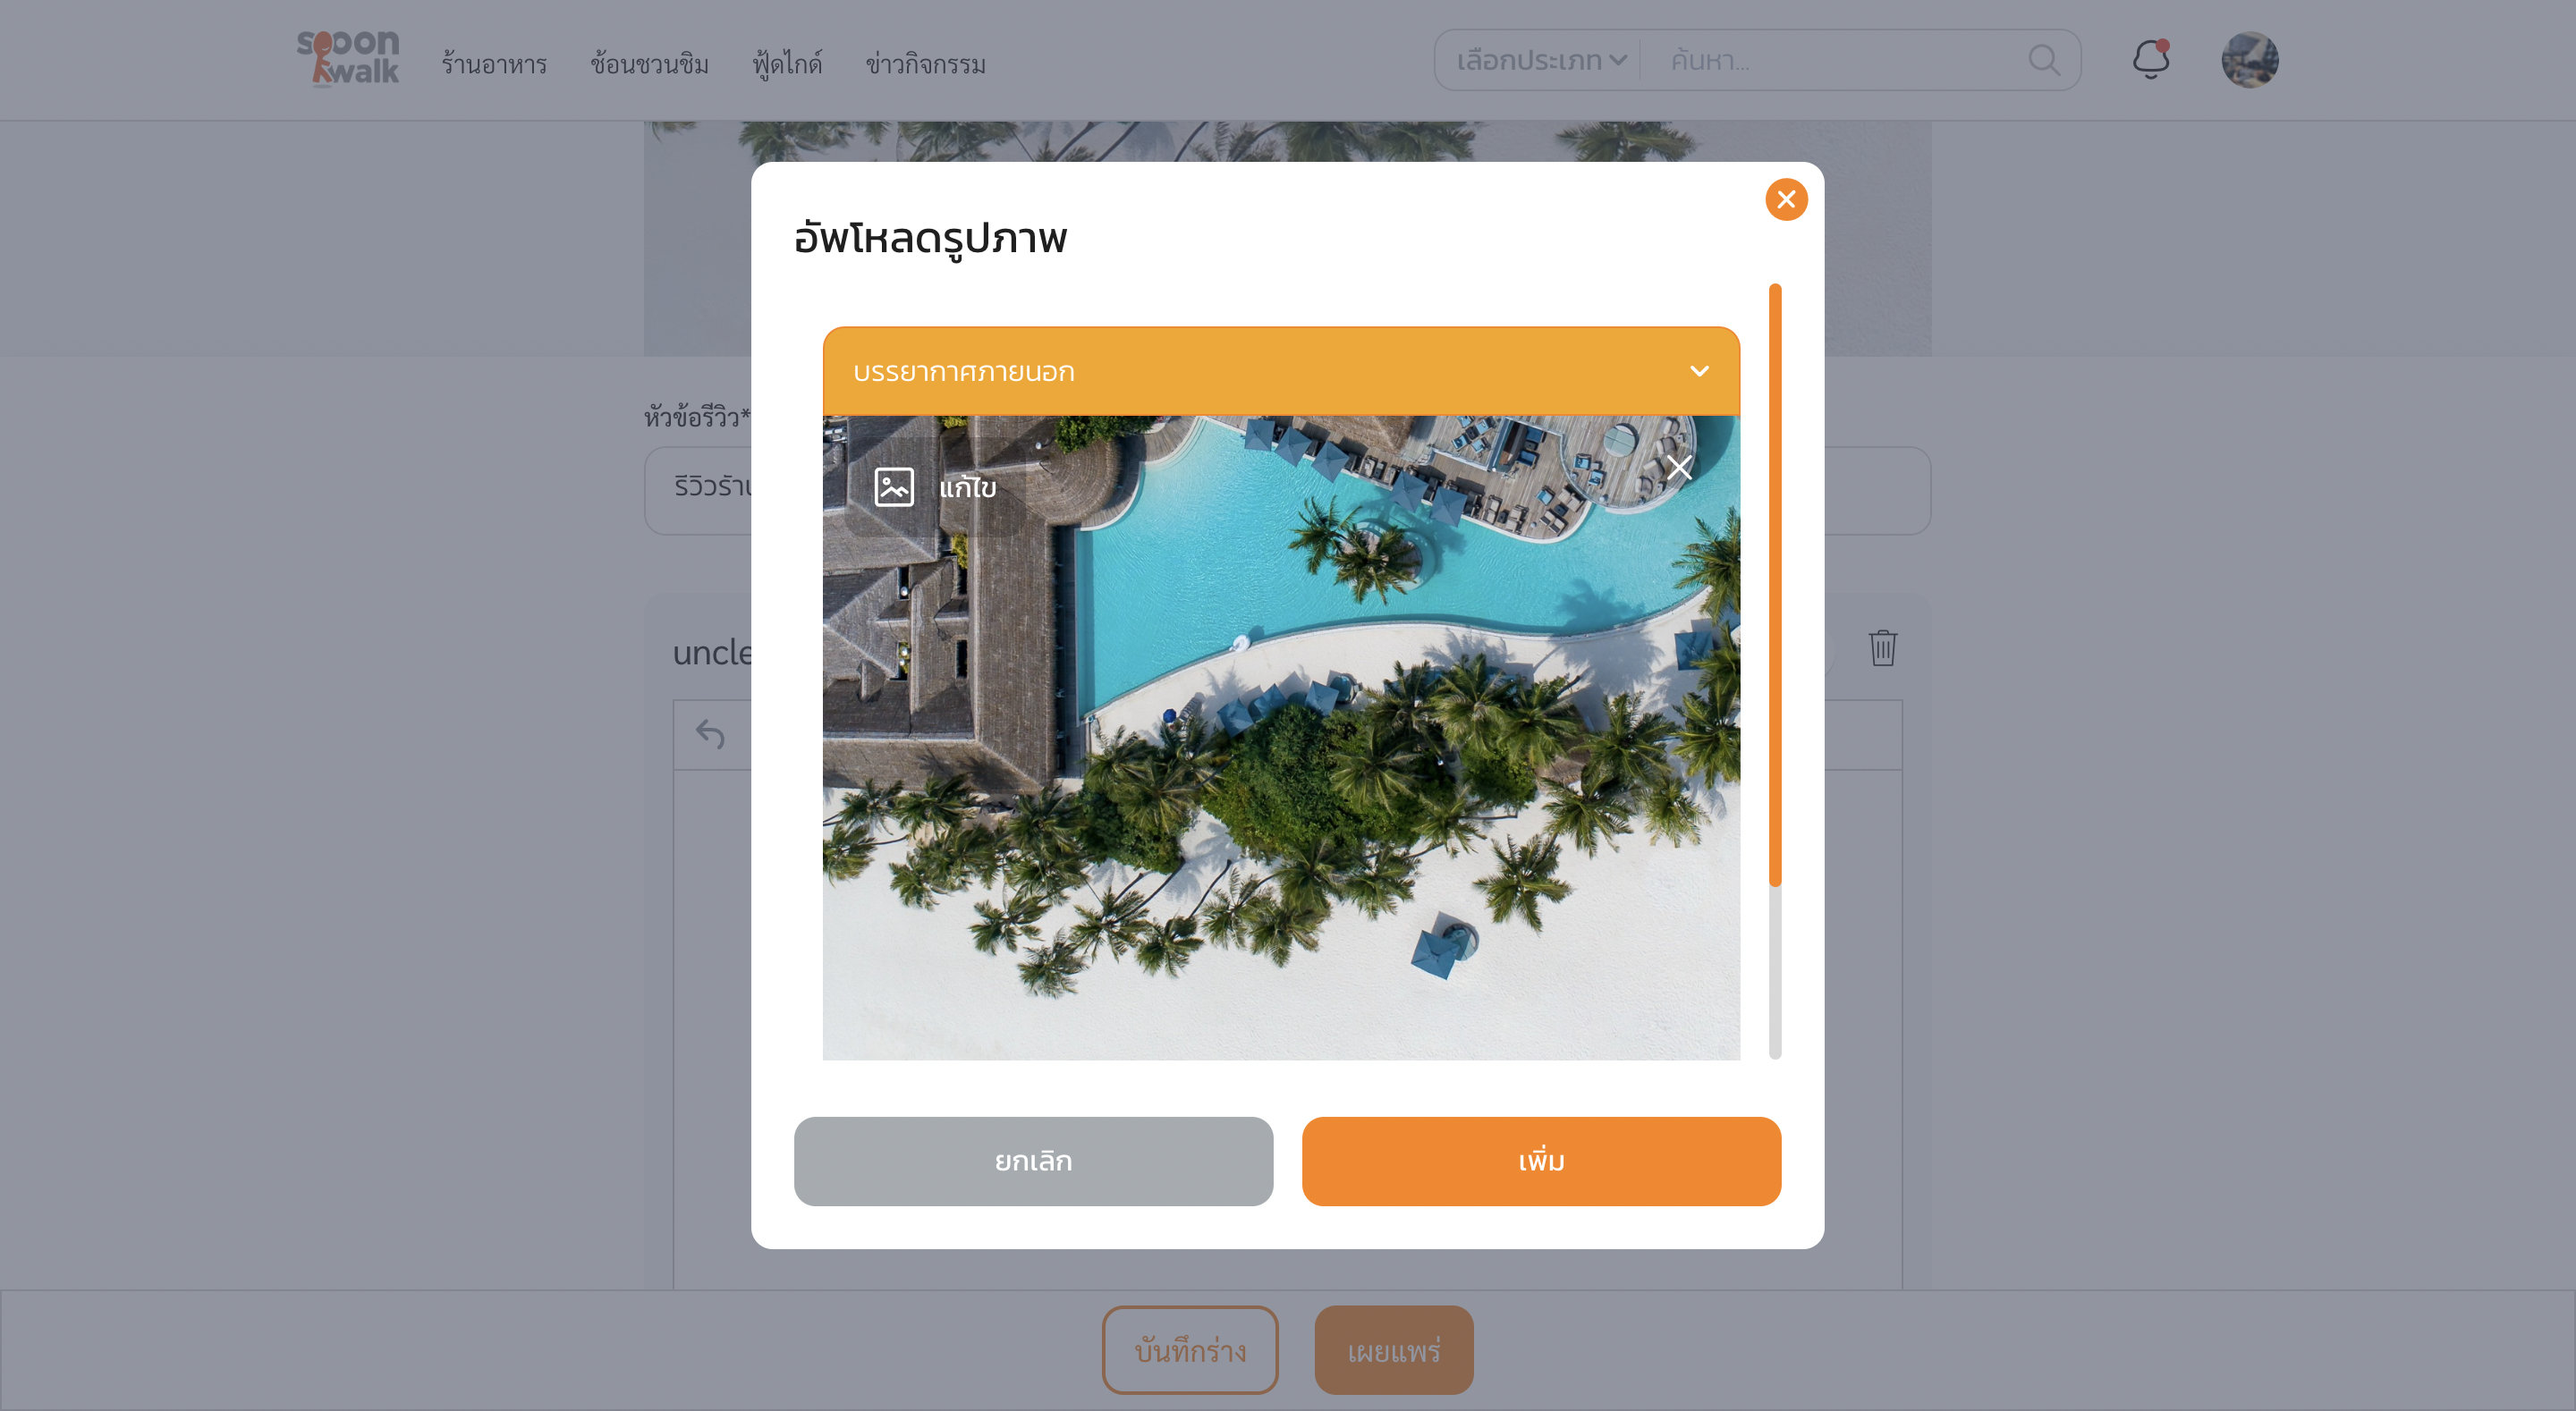 spoon walk
ร้านอาหาร ช้อนชวนชิม ฟู้ดไกด์ ข่าวกิจกรรม เลือกประเภท ค้นหา...
อัพโหลดรูปภาพ
บรรยากาศภายนอก
แก้ไข
หัวข้อรีวิว*
รีวิวร้าน
uncle
ยกเลิก เพิ่ม
บันทึกร่าง เผยแพร่